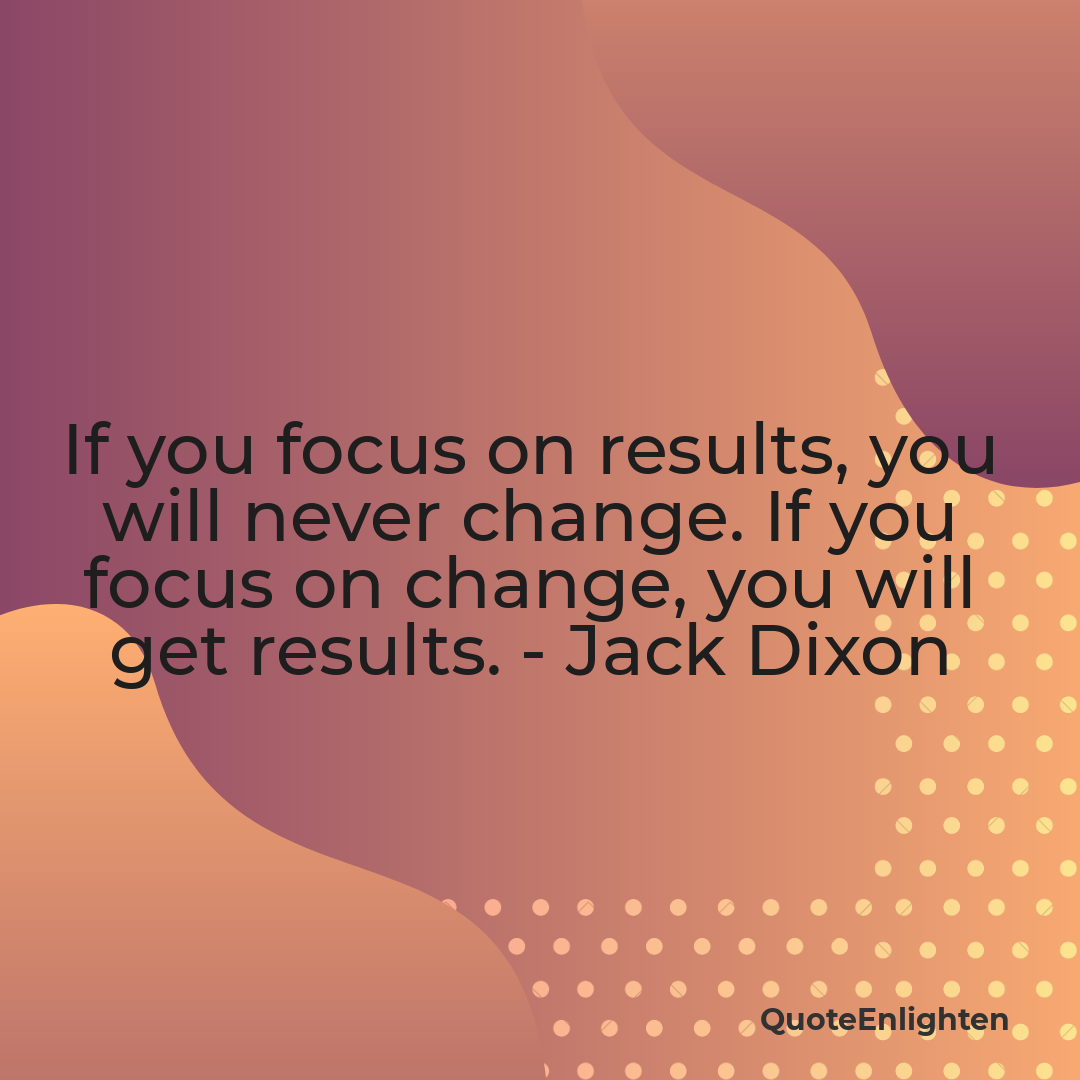 If you focus on results, you
will never change. If you
focus on change, you will
get results. - Jack Dixon
QuoteEnlighten